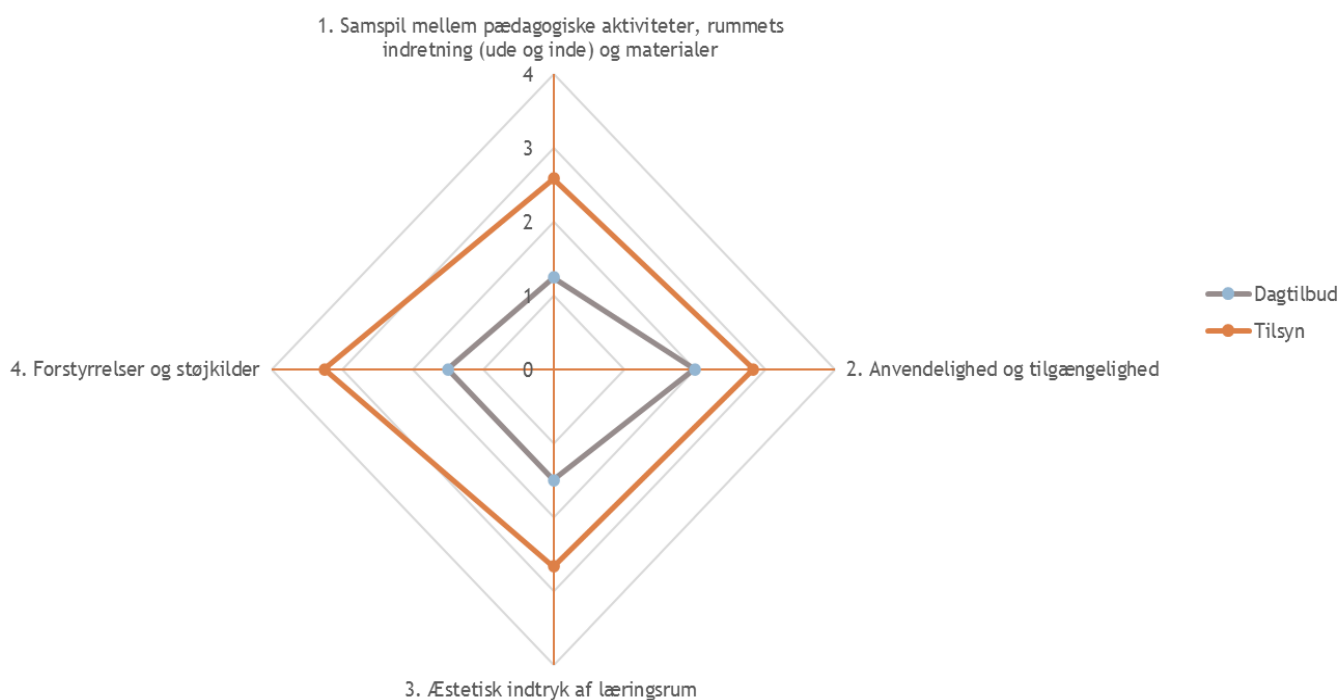 1. Samspil mellem pædagogiske aktiviteter, rummets
indretning (ude og inde) og materialer
4
3
2
1
0
4. Forstyrrelser og støjkilder
2. Anvendelighed og tilgængelighed
Dagtilbud
Tilsyn
3. Æstetisk indtryk af læringsrum